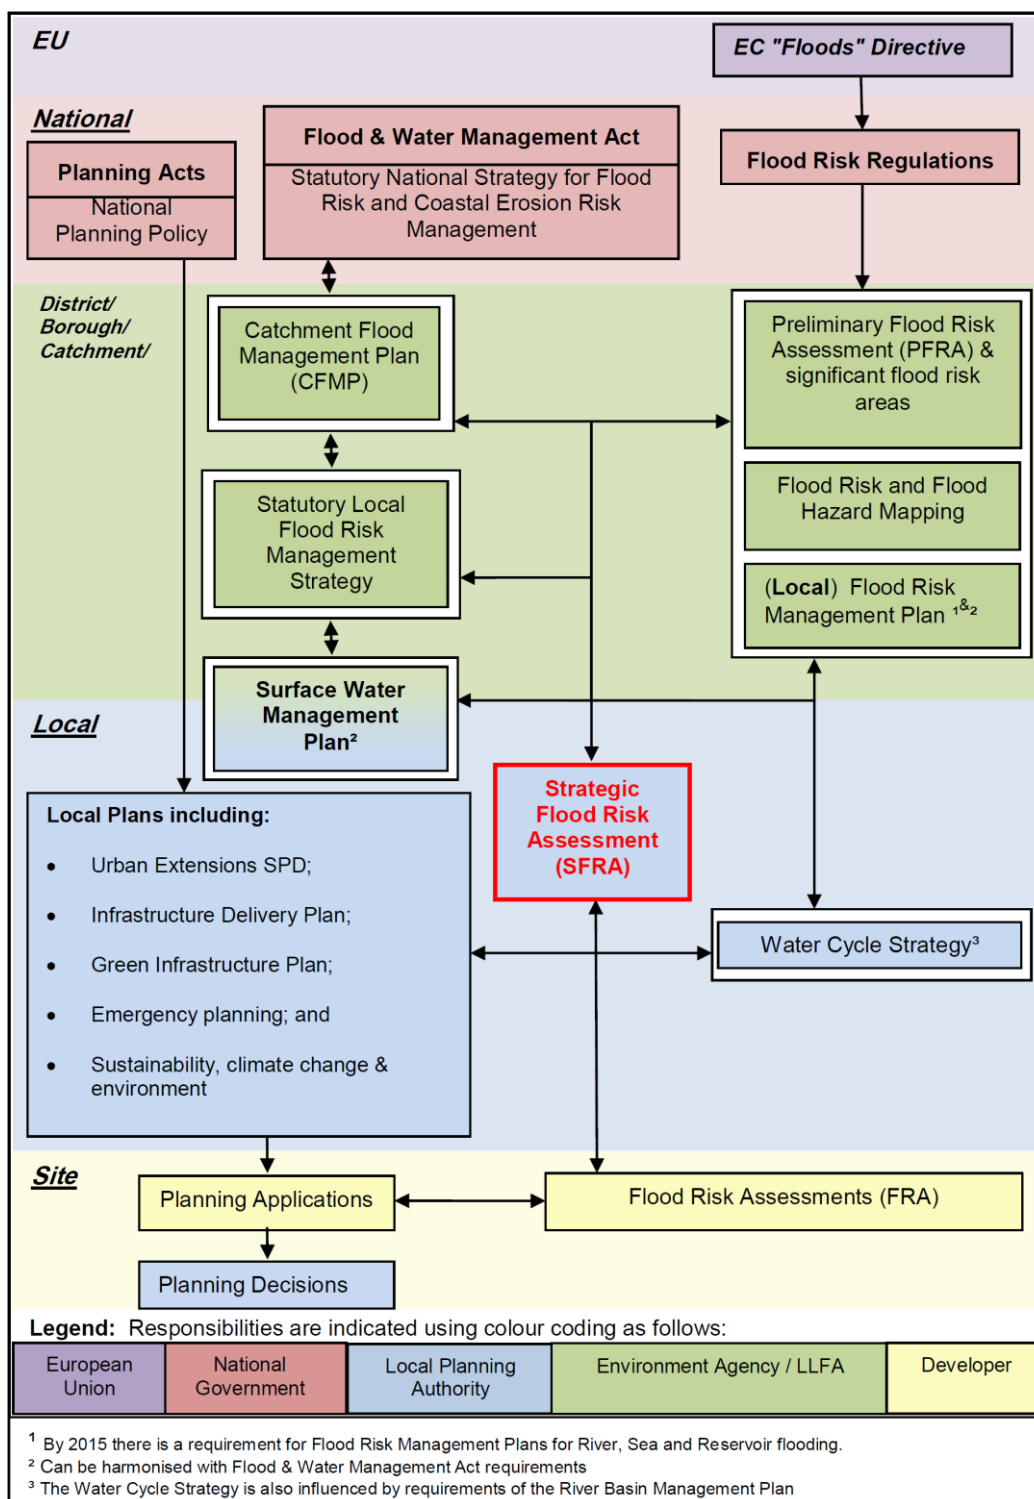 EU
EC "Floods" Directive
National
Planning Acts
National
Planning Policy
Flood & Water Management Act
Statutory National Strategy for Flood
Risk and Coastal Erosion Risk
Management
Flood Risk Regulations
District/
Borough/
Catchment/
Catchment Flood
Management Plan
(CFMP)
Preliminary Flood Risk
Assessment (PFRA) &
significant flood risk
areas
Statutory Local
Flood Risk
Management
Strategy
Flood Risk and Flood
Hazard Mapping
(Local) Flood Risk
Management Plan ¹&²
Surface Water
Management
Plan²
Local
Strategic
Flood Risk
Assessment
(SFRA)
Local Plans including:
• Urban Extensions SPD;
• Infrastructure Delivery Plan;
• Green Infrastructure Plan;
• Emergency planning; and
• Sustainability, climate change &
environment
Water Cycle Strategy³
Site
Planning Applications
Flood Risk Assessments (FRA)
Planning Decisions
Legend: Responsibilities are indicated using colour coding as follows:
European
Union
National
Government
Local Planning
Authority
Environment Agency / LLFA
Developer
¹ By 2015 there is a requirement for Flood Risk Management Plans for River, Sea and Reservoir flooding.
² Can be harmonised with Flood & Water Management Act requirements
³ The Water Cycle Strategy is also influenced by requirements of the River Basin Management Plan